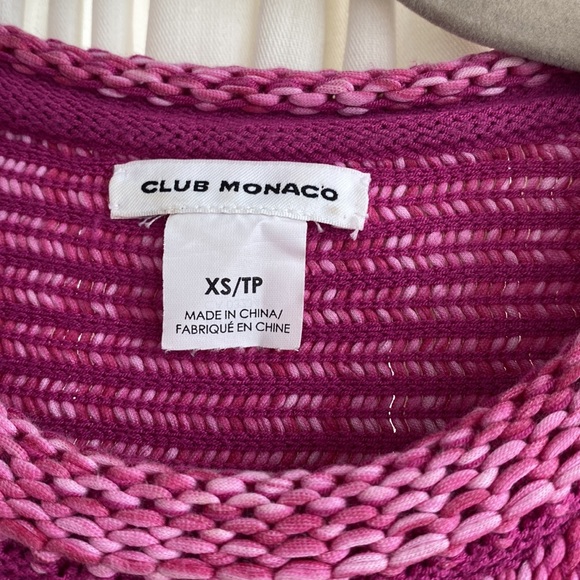 CLUB MONACO
XS/TP
MADE IN CHINA/
FABRIQUÉ EN CHINE